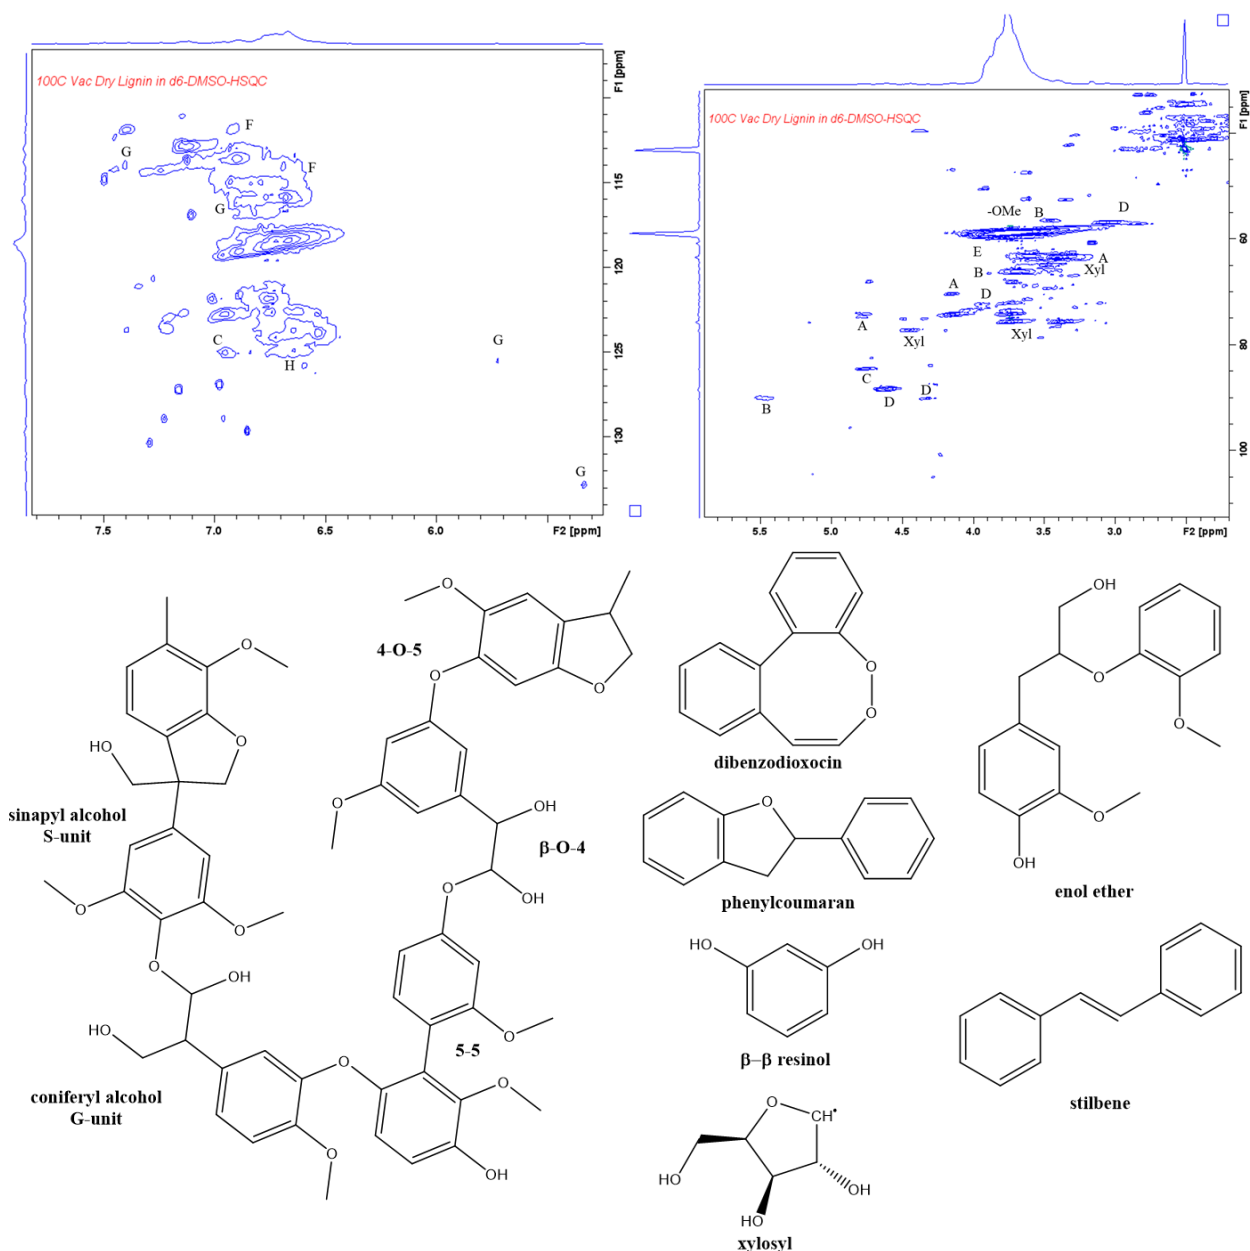 100C Vac Dry Lignin in d6-DMSO-HSQC
F
G
F
G
C
H
G
G
115
120
125
130
F1 [ppm]
7.5
7.0
6.5
6.0
F2 [ppm]
100C Vac Dry Lignin in d6-DMSO-HSQC
-OMe
B
D
E
A
B
Xyl
A
D
A
Xyl
Xyl
C
D
D
B
60
80
100
F1 [ppm]
5.5
5.0
4.5
4.0
3.5
3.0
F2 [ppm]
O
4-O-5
O
O
O
HO
O
sinapyl alcohol
S-unit
O
O
O
OH
β-O-4
O
OH
O
OH
HO
O
O
5-5
O
coniferyl alcohol
G-unit
O
OH
O
O
dibenzodioxocin
O
phenylcoumaran
HO
OH
β–β resinol
O
CH•
HO
OH
HO
xylosyl
OH
O
O
O
OH
enol ether
stilbene